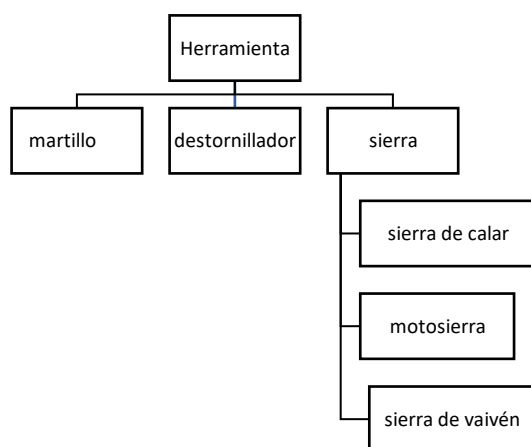 Herramienta
martillo
destornillador
sierra
sierra de calar
motosierra
sierra de vaivén